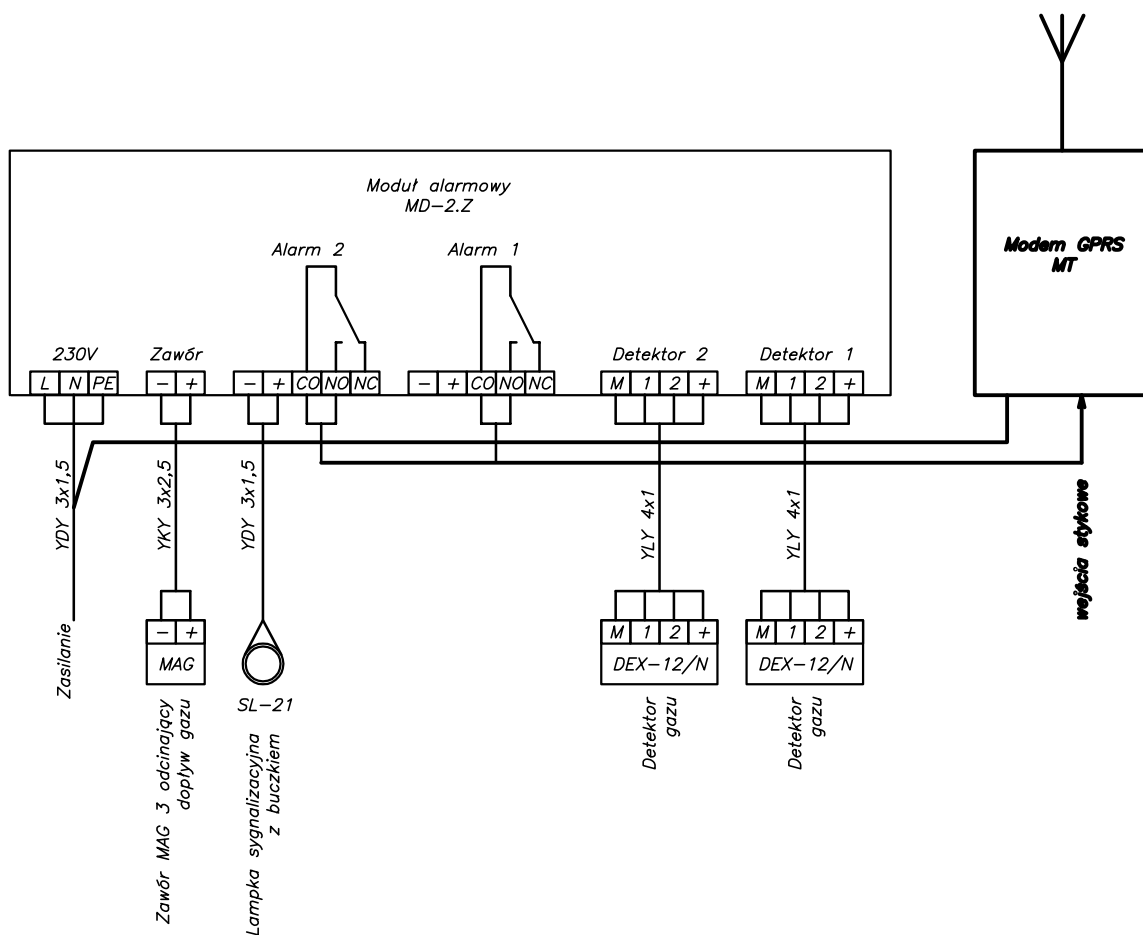 Moduł alarmowy
MD-2.Z
Alarm 2
Alarm 1
Modem GPRS
MT
230V
Zawór
Detektor 2
Detektor 1
L N PE
- +
- + CO NO NC
- + CO NO NC
M 1 2 +
M 1 2 +
YDY 3x1,5
YKY 3x2,5
YDY 3x1,5
YLY 4x1
YLY 4x1
wejścia stykowe
Zasilanie
- +
MAG
Zawór MAG 3 odcinający
dopływ gazu
SL-21
Lampka sygnalizacyjna
z buczkiem
M 1 2 +
DEX-12/N
Detektor
gazu
M 1 2 +
DEX-12/N
Detektor
gazu